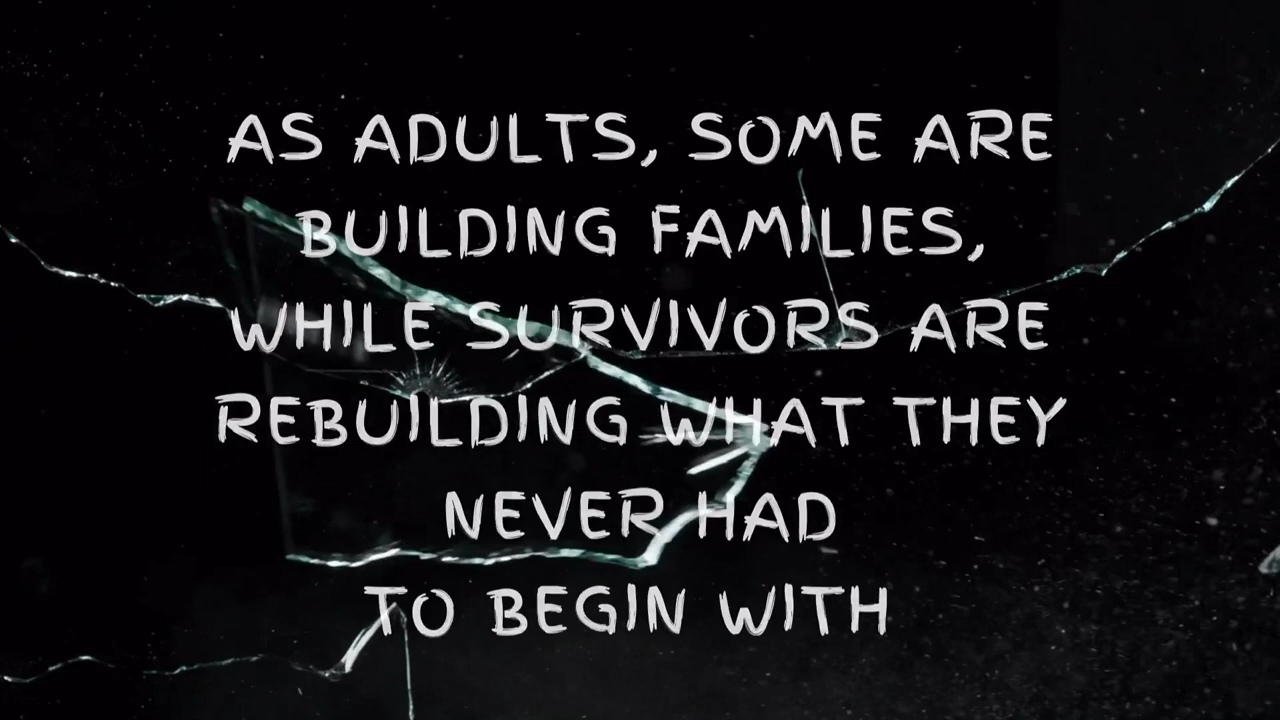 AS ADULTS, SOME ARE
BUILDING FAMILIES,
WHILE SURVIVORS ARE
REBUILDING WHAT THEY
NEVER HAD
TO BEGIN WITH